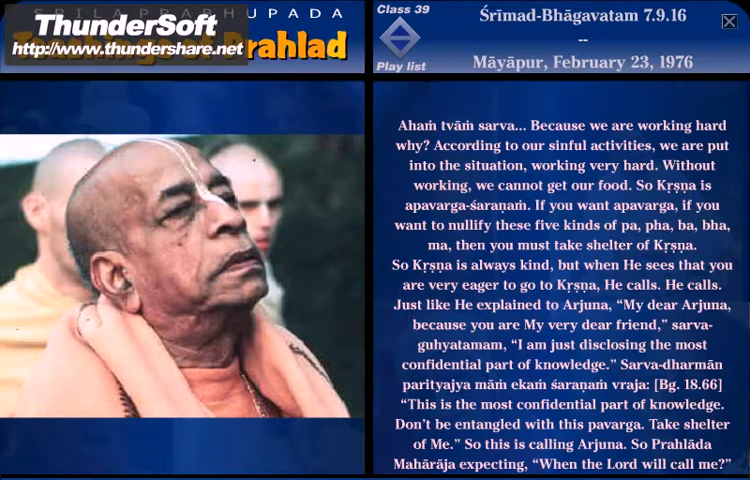 SRILA PRABHUPADA
ThunderSoft
http://www.thundershare.net
Teachings of Prahlad
Class 39
Play list
Śrīmad-Bhāgavatam 7.9.16
--
Māyāpur, February 23, 1976
Ahaṁ tvāṁ sarva... Because we are working hard
why? According to our sinful activities, we are put
into the situation, working very hard. Without
working, we cannot get our food. So Kṛṣṇa is
apavarga-śaraṇaṁ. If you want apavarga, if you
want to nullify these five kinds of pa, pha, ba, bha,
ma, then you must take shelter of Kṛṣṇa.
So Kṛṣṇa is always kind, but when He sees that you
are very eager to go to Kṛṣṇa, He calls. He calls.
Just like He explained to Arjuna, “My dear Arjuna,
because you are My very dear friend,” sarva-
guhyatamam, “I am just disclosing the most
confidential part of knowledge.” Sarva-dharmān
parityajya māṁ ekaṁ śaraṇaṁ vraja: [Bg. 18.66]
“This is the most confidential part of knowledge.
Don’t be entangled with this pavarga. Take shelter
of Me.” So this is calling Arjuna. So Prahlāda
Mahārāja expecting, “When the Lord will call me?”